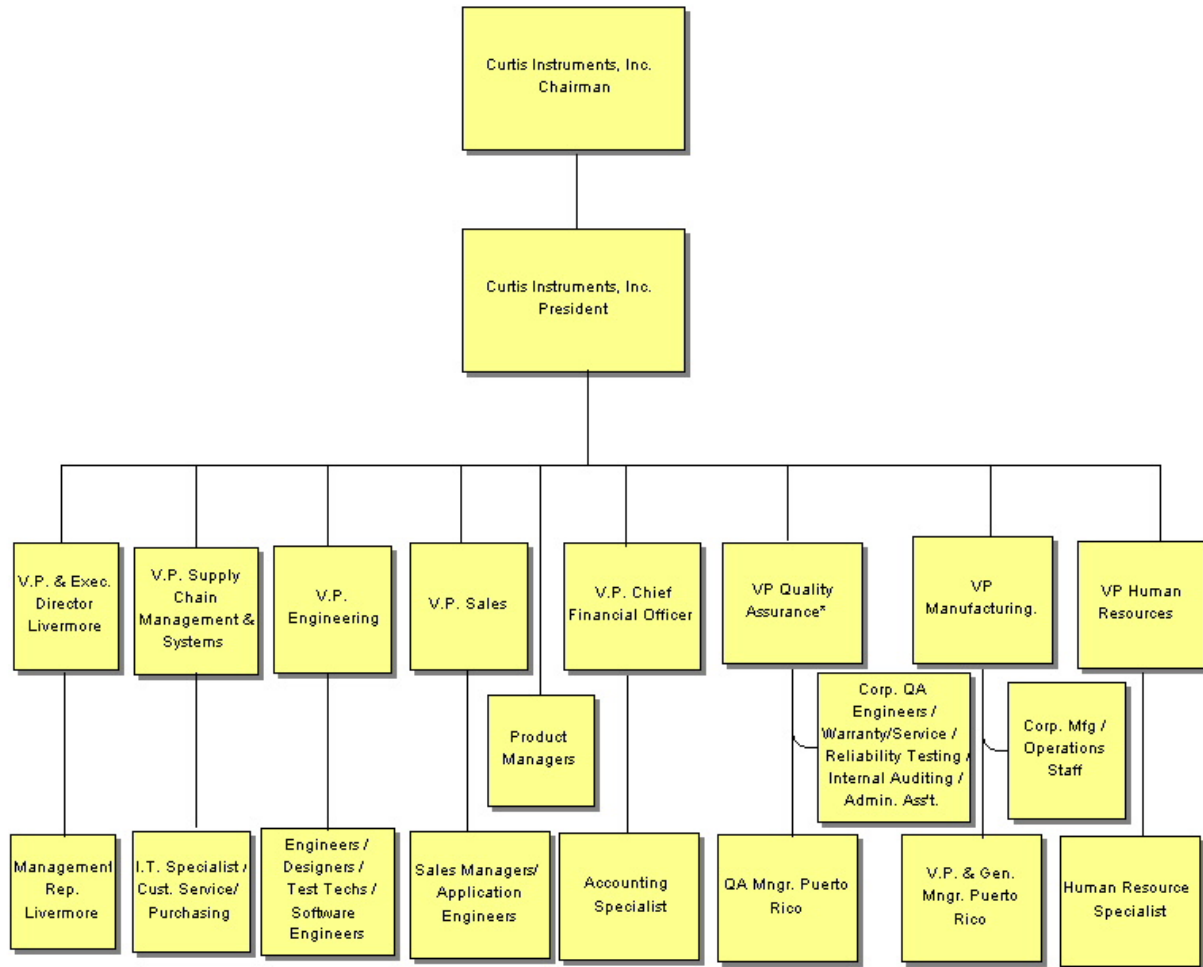 Curtis Instruments, Inc.
Chairman
Curtis Instruments, Inc.
President
V.P. & Exec.
Director
Livermore
V.P. Supply
Chain
Management &
Systems
V.P.
Engineering
V.P. Sales
V.P. Chief
Financial Officer
VP Quality
Assurance*
VP
Manufacturing.
VP Human
Resources
Product
Managers
Corp. QA
Engineers /
Warranty/Service /
Reliability Testing /
Internal Auditing /
Admin. Ass't.
Corp. Mfg /
Operations
Staff
Management
Rep.
Livermore
I.T. Specialist /
Cust. Service/
Purchasing
Engineers /
Designers /
Test Techs /
Software
Engineers
Sales Managers/
Application
Engineers
Accounting
Specialist
QA Mngr. Puerto
Rico
V.P. & Gen.
Mngr. Puerto
Rico
Human Resource
Specialist